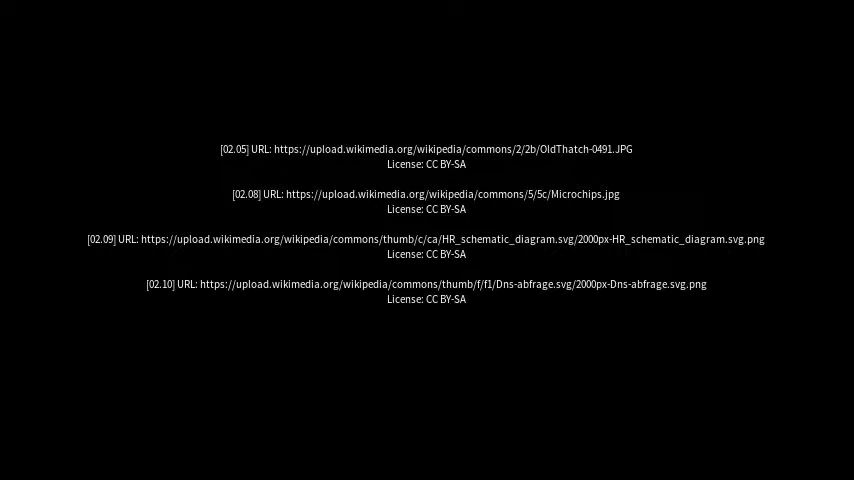 [02.05] URL: https://upload.wikimedia.org/wikipedia/commons/2/2b/OldThatch-0491.JPG
License: CC BY-SA
[02.08] URL: https://upload.wikimedia.org/wikipedia/commons/5/5c/Microchips.jpg
License: CC BY-SA
[02.09] URL: https://upload.wikimedia.org/wikipedia/commons/thumb/c/ca/HR_schematic_diagram.svg/2000px-HR_schematic_diagram.svg.png
License: CC BY-SA
[02.10] URL: https://upload.wikimedia.org/wikipedia/commons/thumb/f/f1/Dns-abfrage.svg/2000px-Dns-abfrage.svg.png
License: CC BY-SA